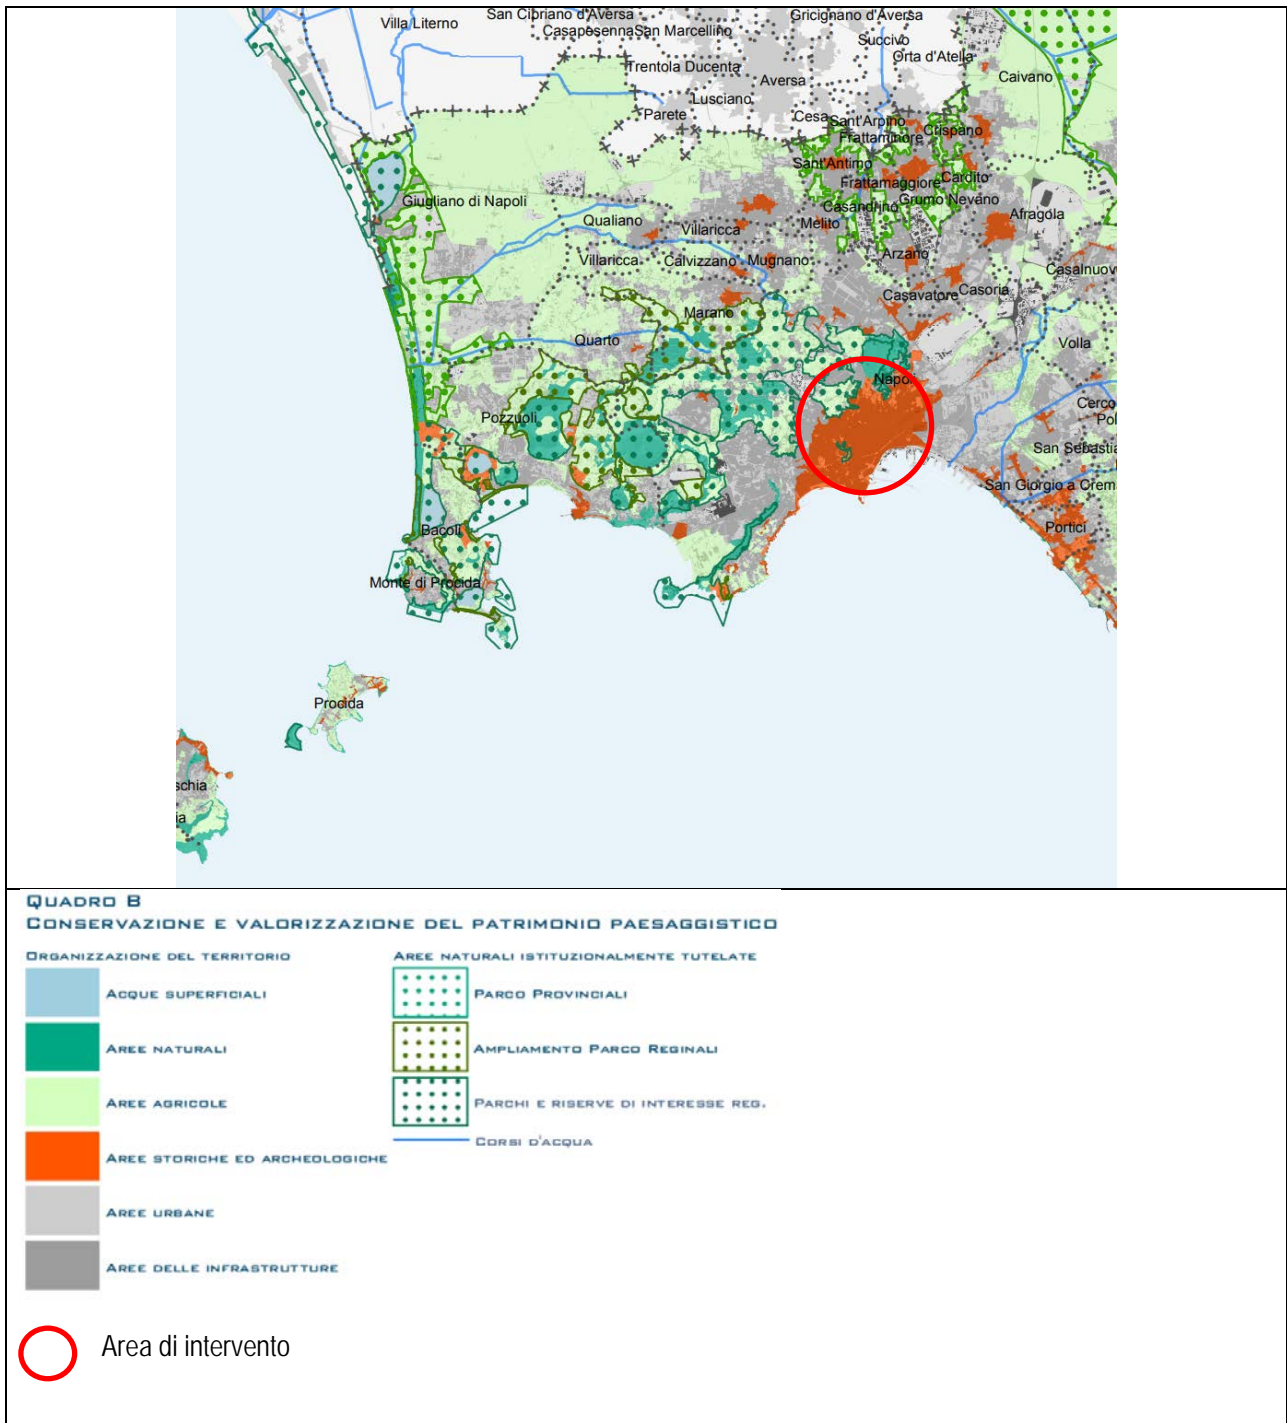 San Cipriano d'Aversa
Gricignano d'Aversa
Villa Literno
Casapesenna
San Marcellino
Succivo
Orta d'Atella
Trentola Ducenta
Aversa
Caivano
Lusciano
Parete
Cesa
Sant'Arpino
Crispano
Frattaminore
Sant'Antimo
Frattamaggiore
Cardito
Giugliano di Napoli
Casandrino
Grumo Nevano
Afragola
Qualiano
Villaricca
Melito
Arzano
Villaricca
Calvizzano
Mugnano
Casalnuov
Casavatore
Casoria
Marano
Quarto
Volla
Napoli
Pozzuoli
Cerco
Pol
San Sebastia
San Giorgio a Crem
Bacoli
Portici
Monte di Procida
Procida
schia
ia
QUADRO B
CONSERVAZIONE E VALORIZZAZIONE DEL PATRIMONIO PAESAGGISTICO
ORGANIZZAZIONE DEL TERRITORIO
AREE NATURALI ISTITUZIONALMENTE TUTELATE
ACQUE SUPERFICIALI
PARCO PROVINCIALI
AREE NATURALI
AMPLIAMENTO PARCO REGINALI
AREE AGRICOLE
PARCHI E RISERVE DI INTERESSE REG.
CORSI D'ACQUA
AREE STORICHE ED ARCHEOLOGICHE
AREE URBANE
AREE DELLE INFRASTRUTTURE
Area di intervento